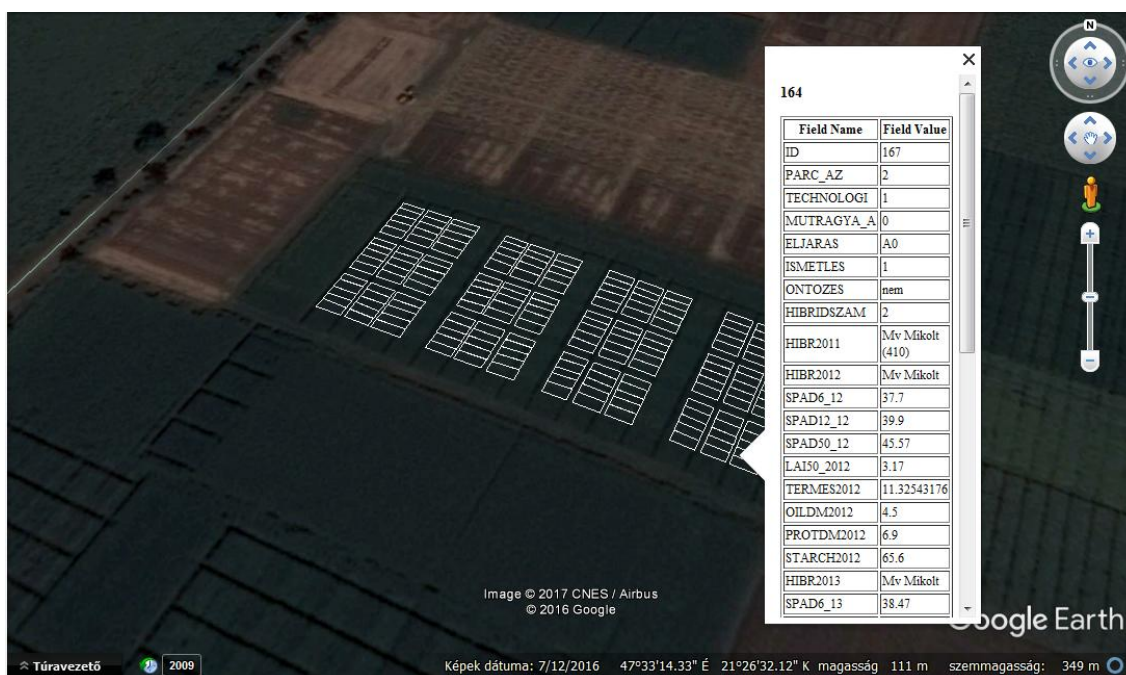 N
164
Field Name Field Value
ID 167
PARC_AZ 2
TECHNOLOGI 1
MUTRAGYA_A 0
ELJARAS A0
ISMETLES 1
ONTOZES nem
HIBRIDSZAM 2
HIBR2011 Mv Mikolt
(410)
HIBR2012 Mv Mikolt
SPAD6_12 37.7
SPAD12_12 39.9
SPAD50_12 45.57
LAI50_2012 3.17
TERMES2012 11.32543176
OILDM2012 4.5
PROTDM2012 6.9
STARCH2012 65.6
HIBR2013 Mv Mikolt
SPAD6_13 38.47
Image © 2017 CNES / Airbus
© 2016 Google
Google Earth
Túravezető 2009 Képek dátuma: 7/12/2016 47°33'14.33" É 21°26'32.12" K magasság 111 m szemmagasság: 349 m